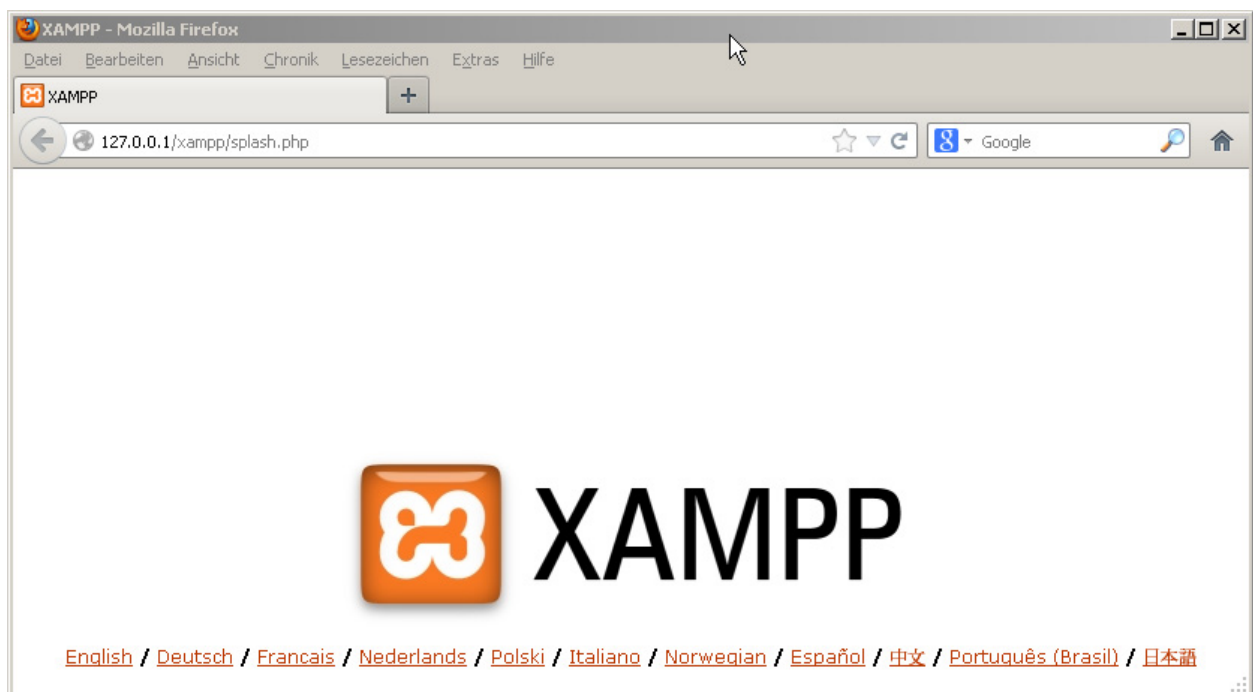 XAMPP - Mozilla Firefox
Datei Bearbeiten Ansicht Chronik Lesezeichen Extras Hilfe
XAMPP
127.0.0.1/xampp/splash.php
8 Google
XAMPP
English / Deutsch / Francais / Nederlands / Polski / Italiano / Norwegian / Español / 中文 / Português (Brasil) / 日本語